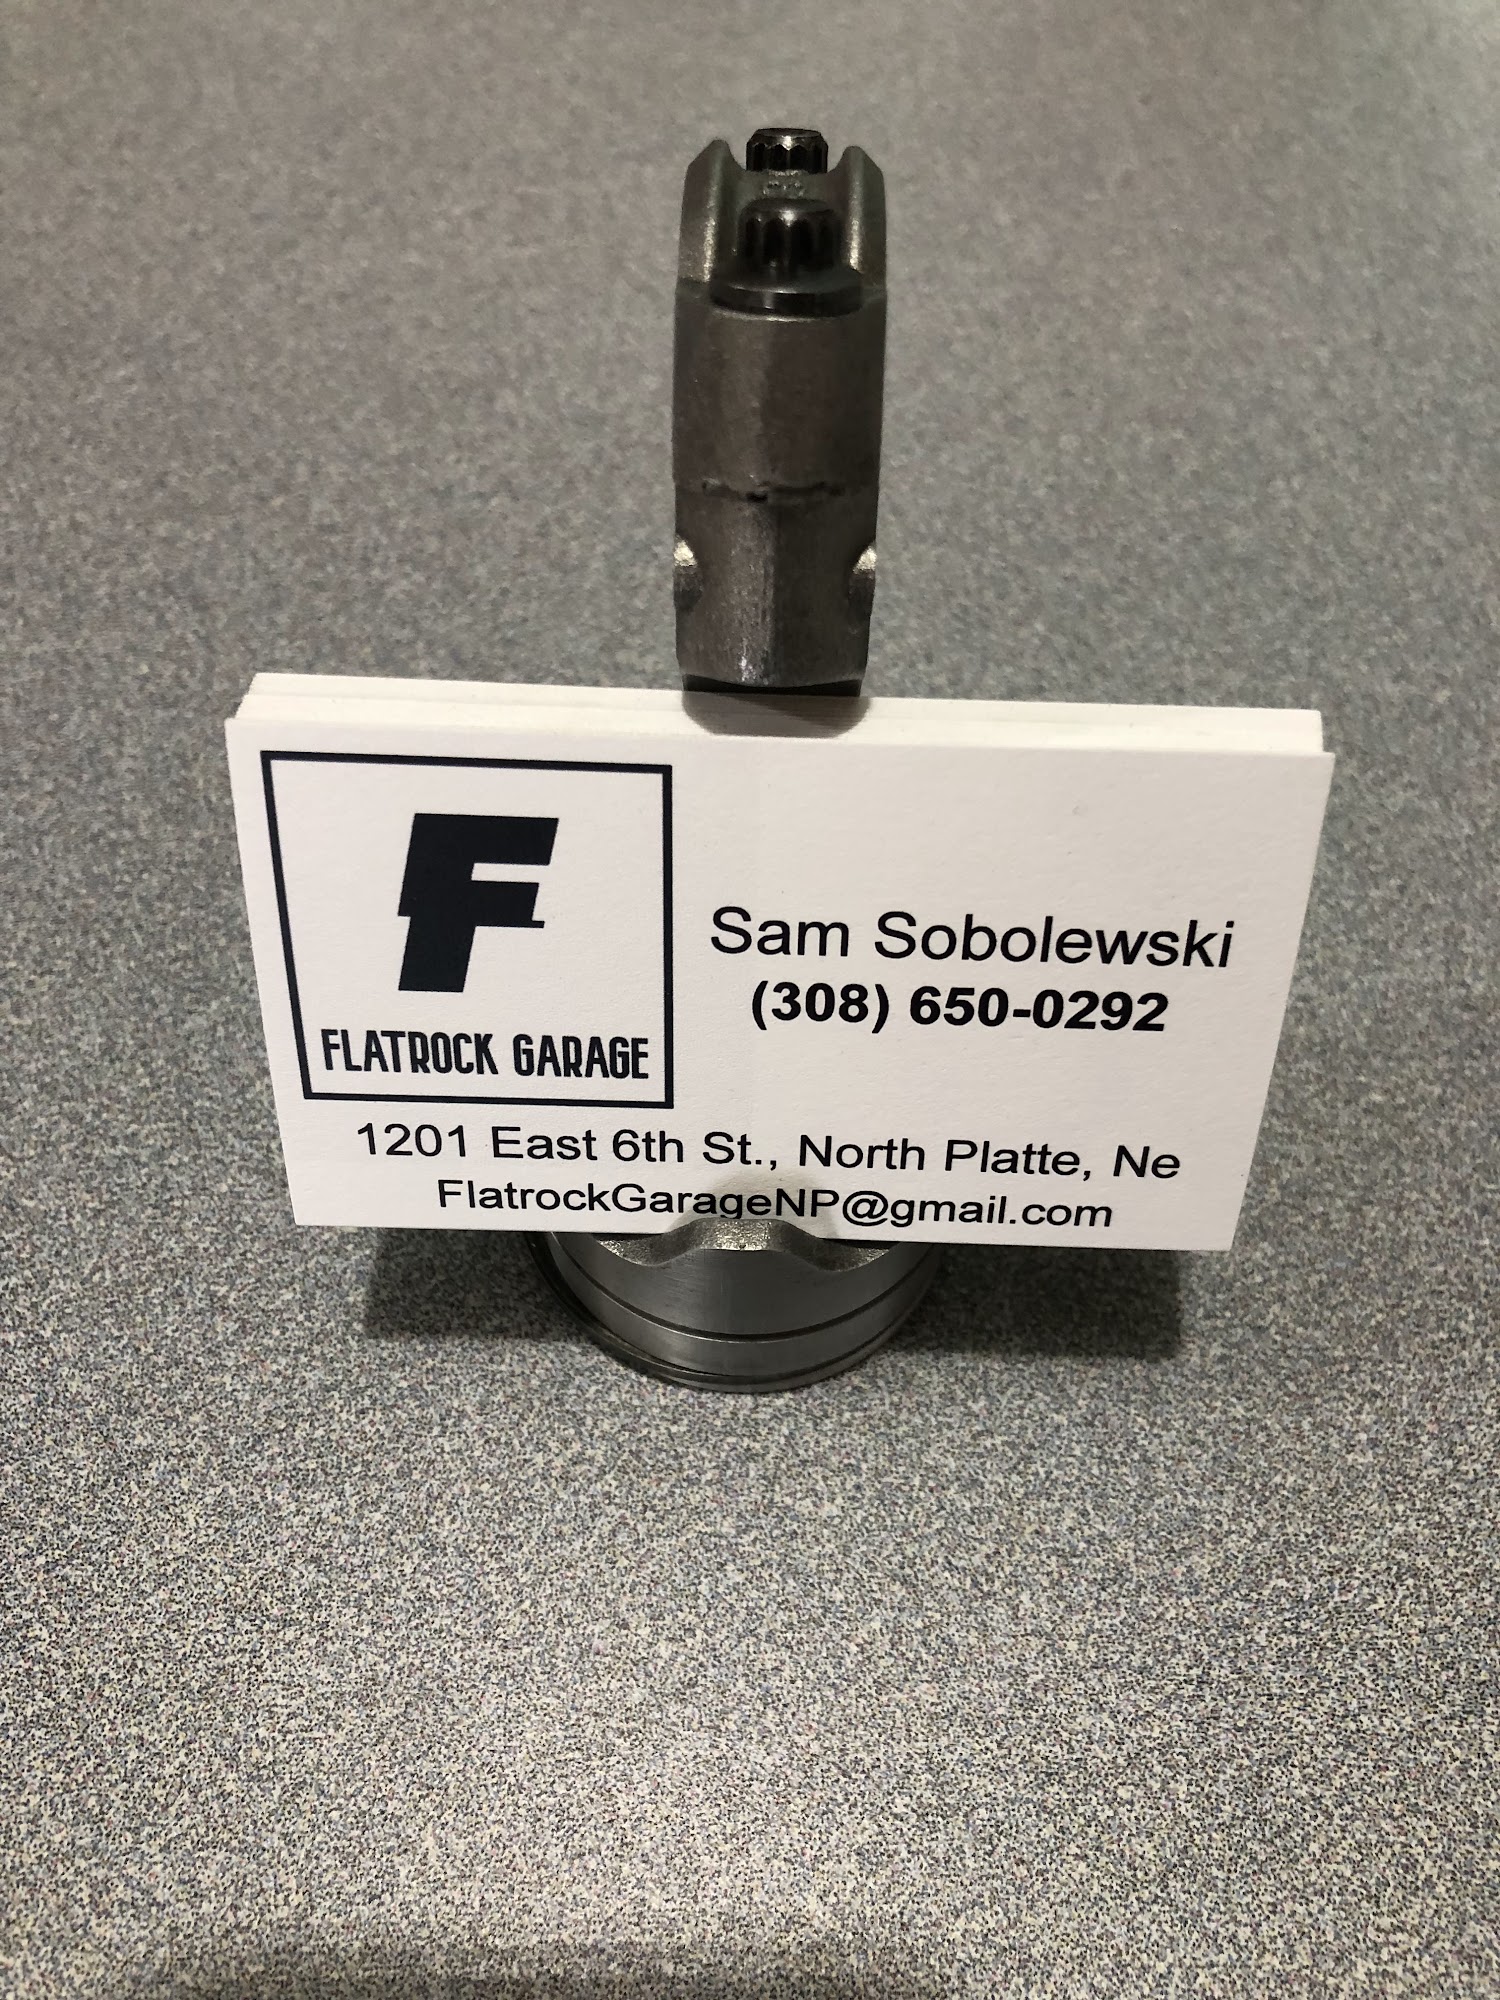 F
FLATROCK GARAGE
Sam Sobolewski
(308) 650-0292
1201 East 6th St., North Platte, Ne
FlatrockGarageNP@gmail.com